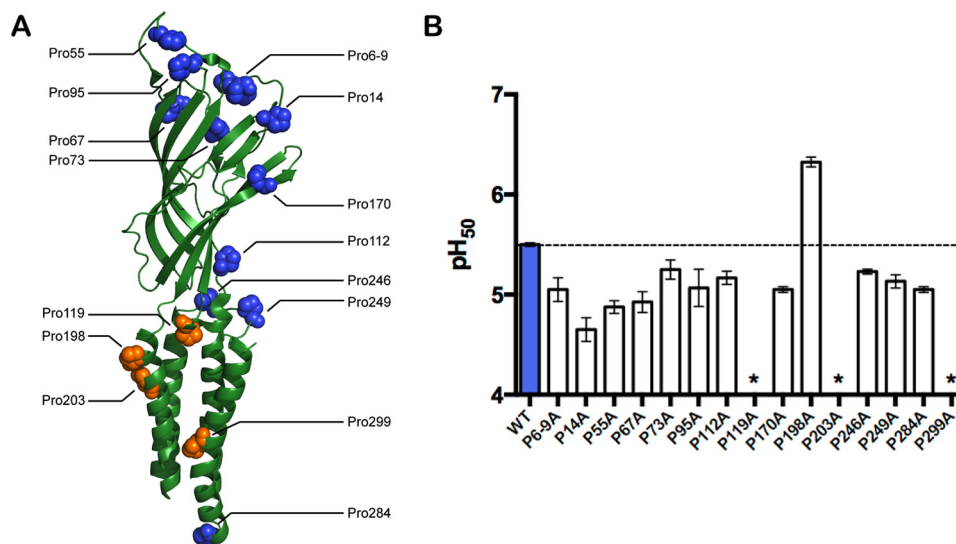 A
Pro55
Pro95
Pro67
Pro73
Pro6-9
Pro14
Pro170
Pro112
Pro246
Pro249
Pro119
Pro198
Pro203
Pro299
Pro284
B
pH50
7
6
5
4
* * *
WT
P6-9A
P14A
P55A
P67A
P73A
P95A
P112A
P119A
P170A
P198A
P203A
P246A
P249A
P284A
P299A